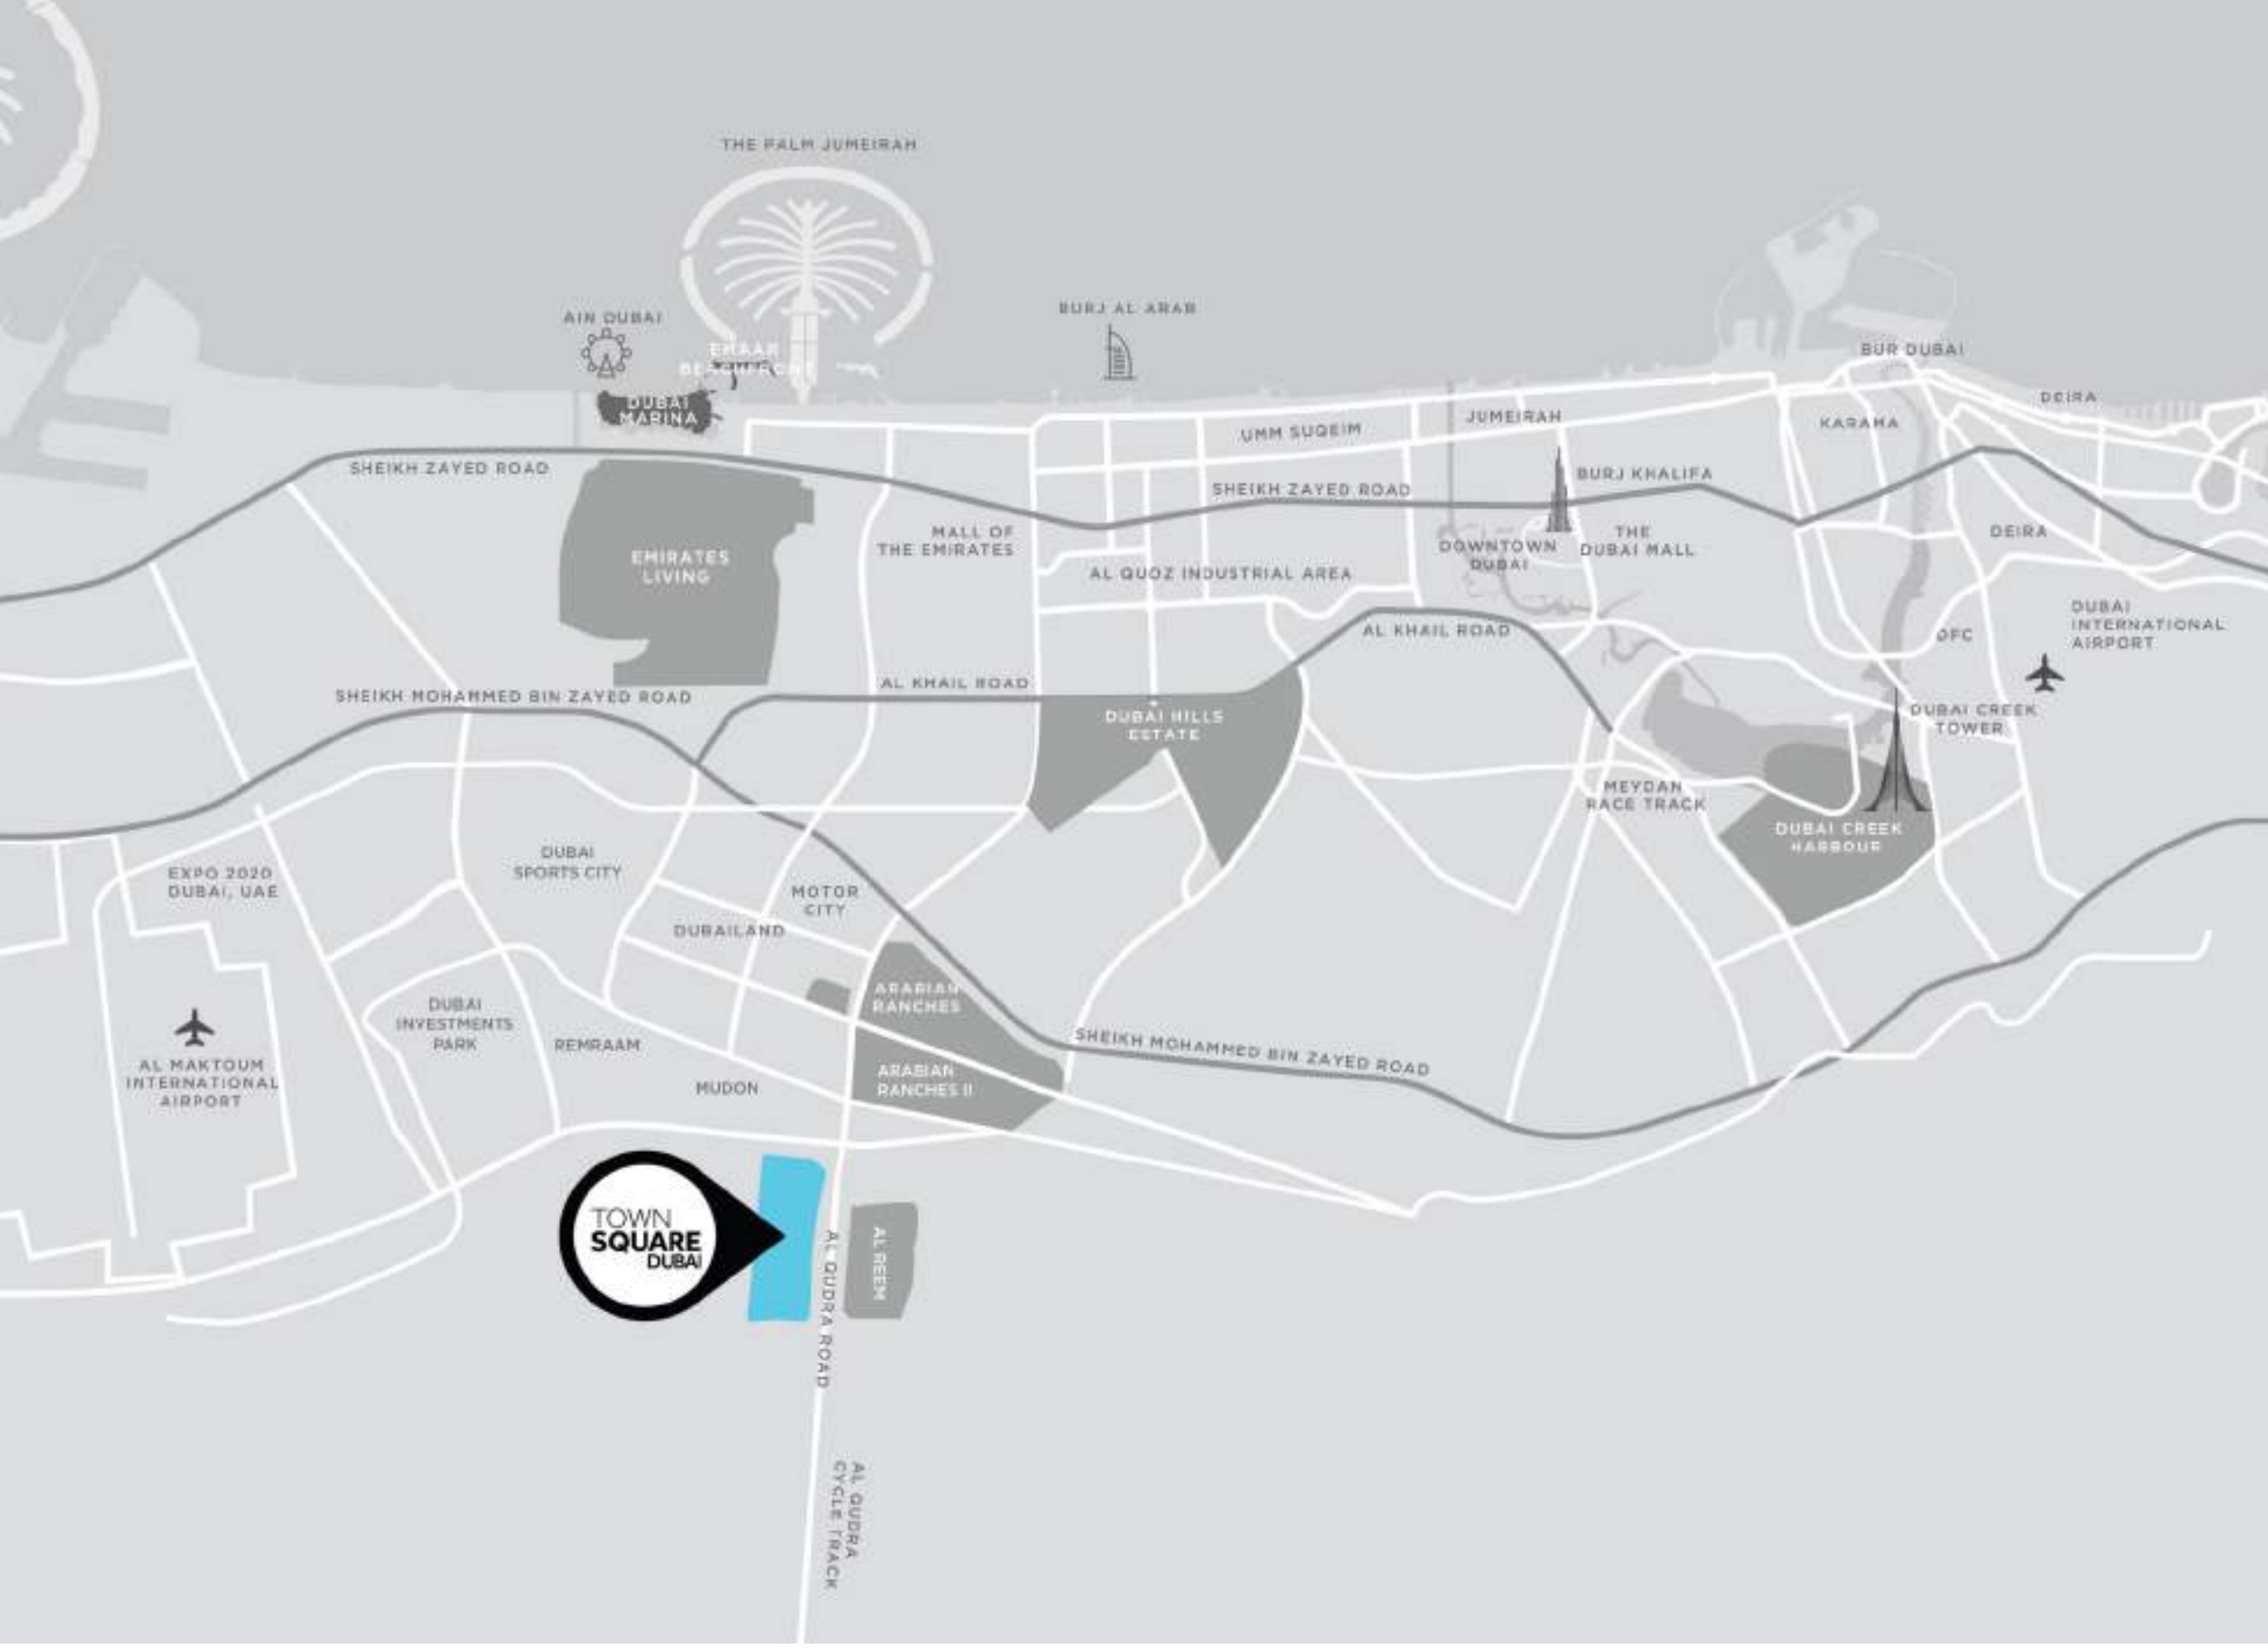 THE PALM JUMEIRAH
AIN DUBAI
BURJ AL ARAB
EMAAR
BEACHFRONT
BUR DUBAI
DUBAI
MARINA
DEIRA
UMM SUQEIM
JUMEIRAH
KARAMA
SHEIKH ZAYED ROAD
SHEIKH ZAYED ROAD
BURJ KHALIFA
MALL OF
THE EMIRATES
EMIRATES
LIVING
DOWNTOWN
DUBAI
THE
DUBAI MALL
DEIRA
AL QUOZ INDUSTRIAL AREA
AL KHAIL ROAD
DUBAI
INTERNATIONAL
AIRPORT
DFC
SHEIKH MOHAMMED BIN ZAYED ROAD
AL KHAIL ROAD
DUBAI HILLS
ESTATE
DUBAI CREEK
TOWER
MEYDAN
RACE TRACK
DUBAI CREEK
HARBOUR
EXPO 2020
DUBAI, UAE
DUBAI
SPORTS CITY
MOTOR
CITY
DUBAILAND
ARABIAN
RANCHES
DUBAI
INVESTMENTS
PARK
REMRAAM
SHEIKH MOHAMMED BIN ZAYED ROAD
AL MAKTOUM
INTERNATIONAL
AIRPORT
MUDON
ARABIAN
RANCHES II
TOWN
SQUARE
DUBAI
AL QUDRA ROAD
AL REEM
AL QUDRA
CYCLE TRACK